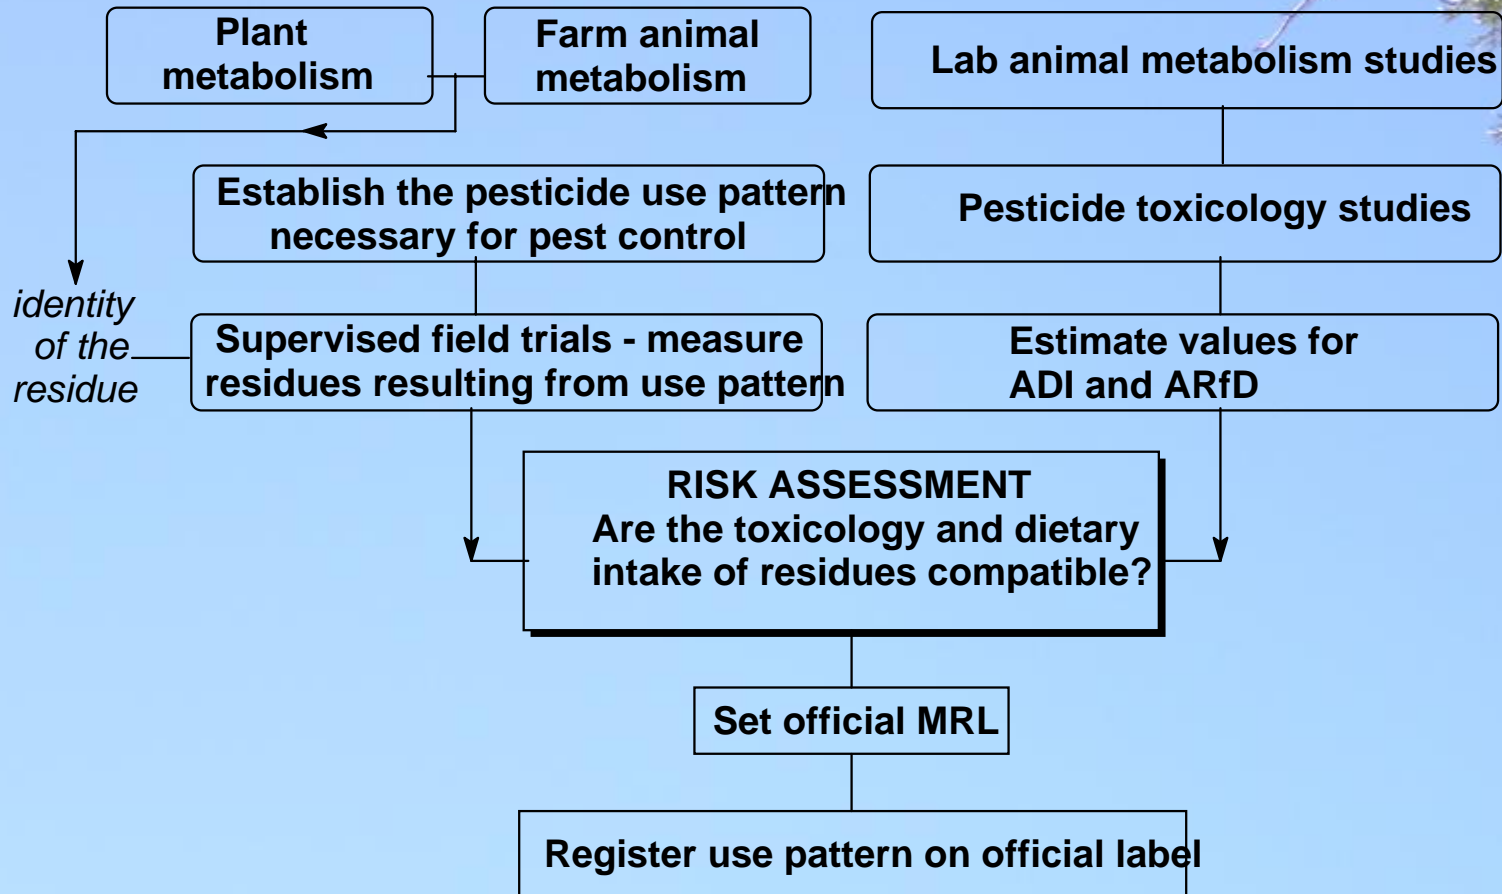 Plant
metabolism
Farm animal
metabolism
Lab animal metabolism studies
Establish the pesticide use pattern
necessary for pest control
Pesticide toxicology studies
identity
of the
residue
Supervised field trials - measure
residues resulting from use pattern
Estimate values for
ADI and ARfD
RISK ASSESSMENT
Are the toxicology and dietary
intake of residues compatible?
Set official MRL
Register use pattern on official label